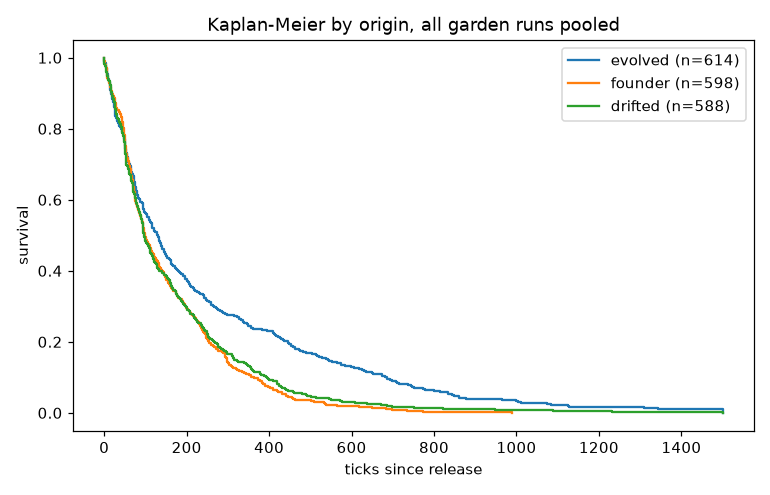 Kaplan-Meier by origin, all garden runs pooled
evolved (n=614)
founder (n=598)
drifted (n=588)
survival
1.0
0.8
0.6
0.4
0.2
0.0
0 200 400 600 800 1000 1200 1400
ticks since release